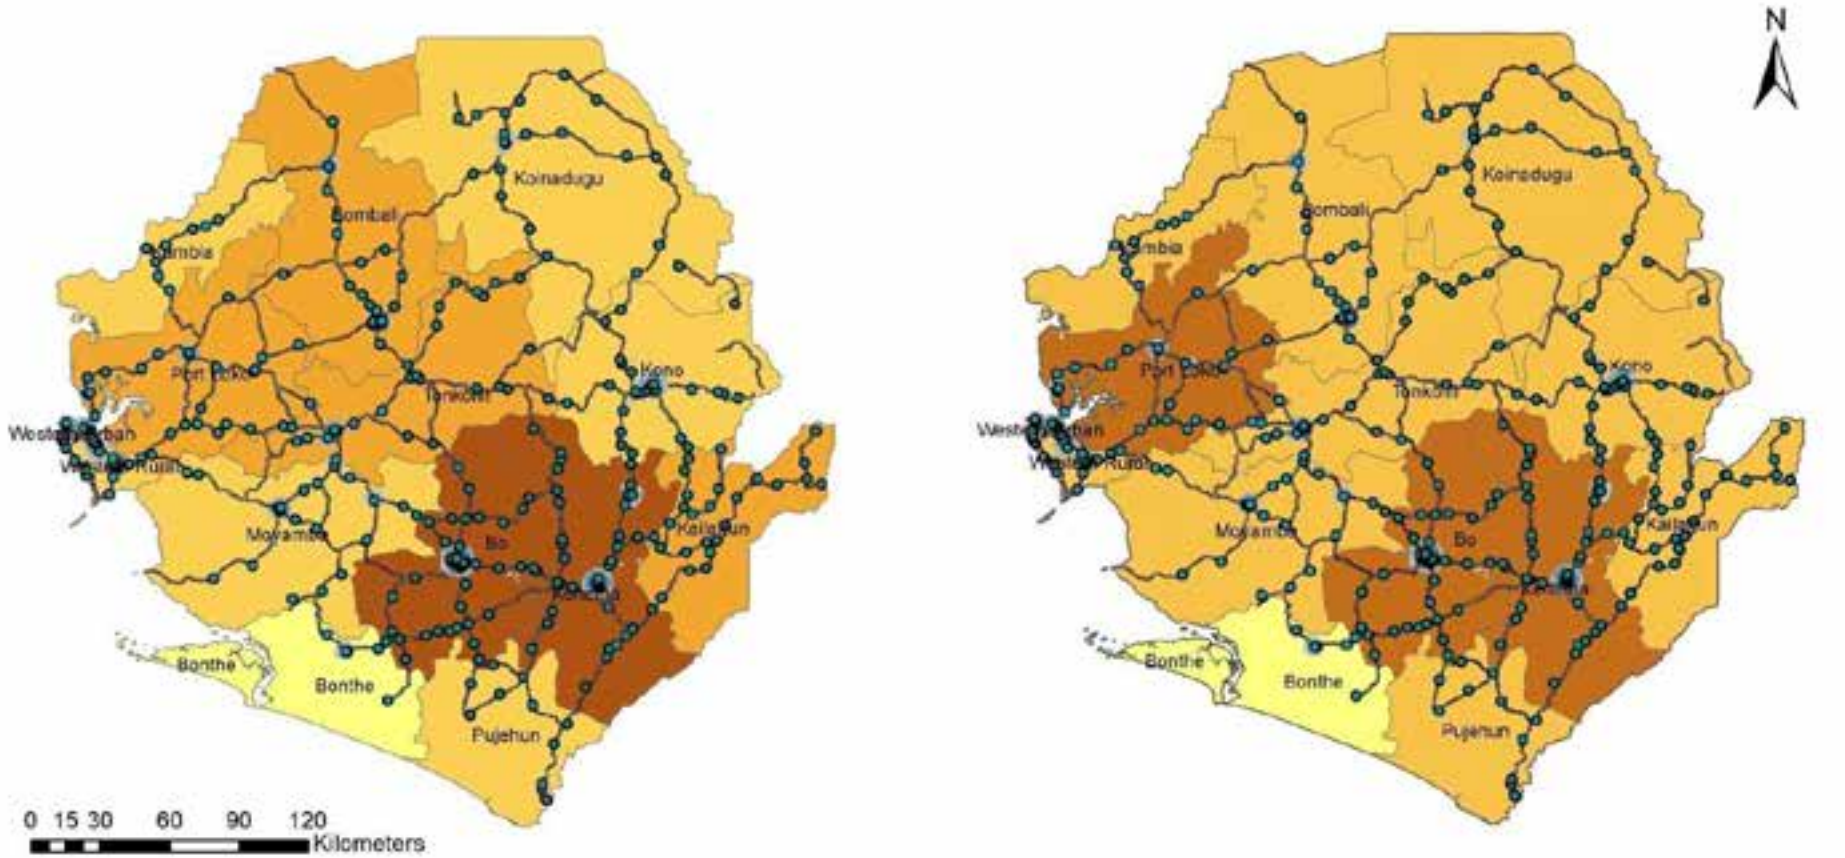 N
Koinadugu
Koinadugu
Bombali
Bombali
Kambia
Kambia
Kono
Kono
Port Loko
Port Loko
Tonkolili
Tonkolili
Western Urban
Western Urban
Western Rural
Western Rural
Kailahun
Kailahun
Moyamba
Moyamba
Bo
Bo
Kenema
Kenema
Bonthe
Bonthe
Bonthe
Bonthe
Pujehun
Pujehun
0 15 30 60 90 120
Kilometers